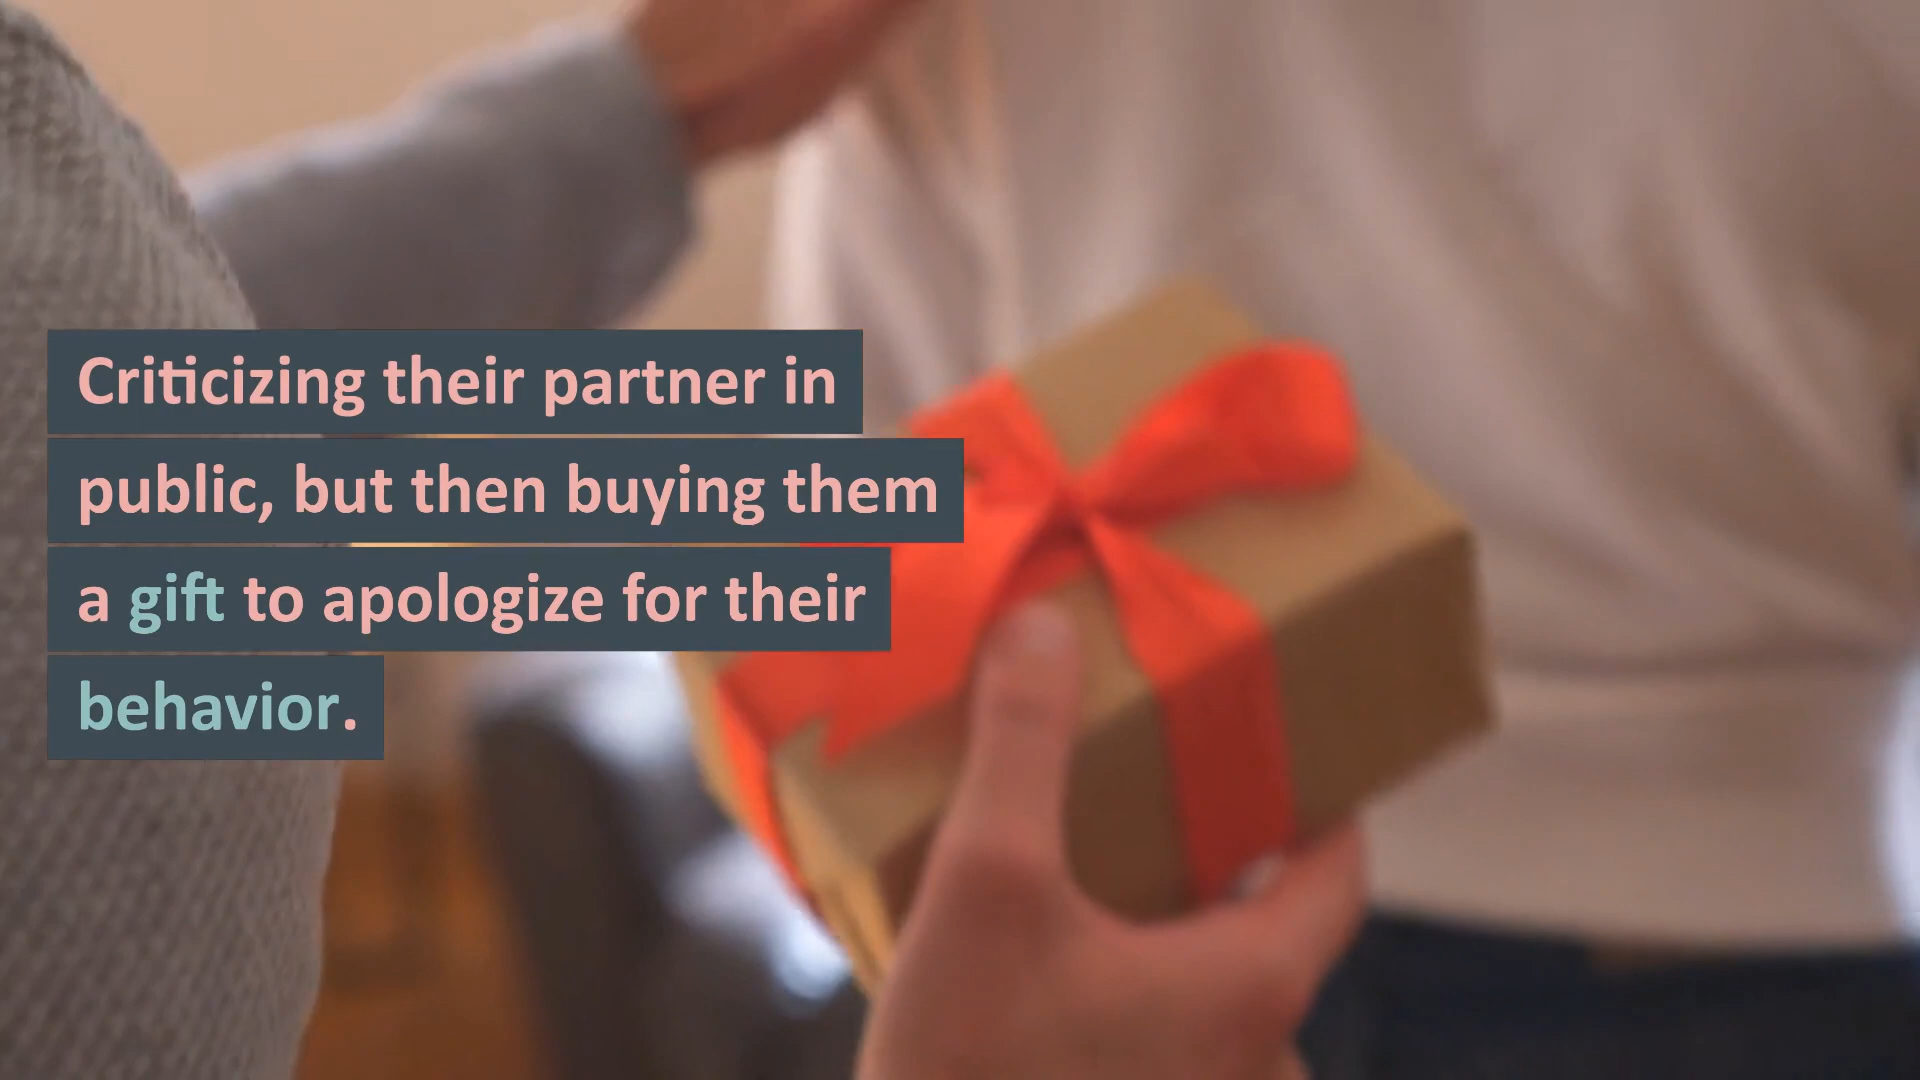 Criticizing their partner in
public, but then buying them
a gift to apologize for their
behavior.